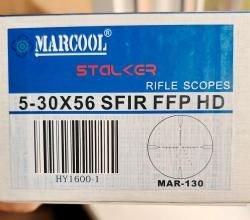 MARCOOL®
STALKER
RIFLE SCOPES
5-30X56 SFIR FFP HD
HY1600-1
MAR-130